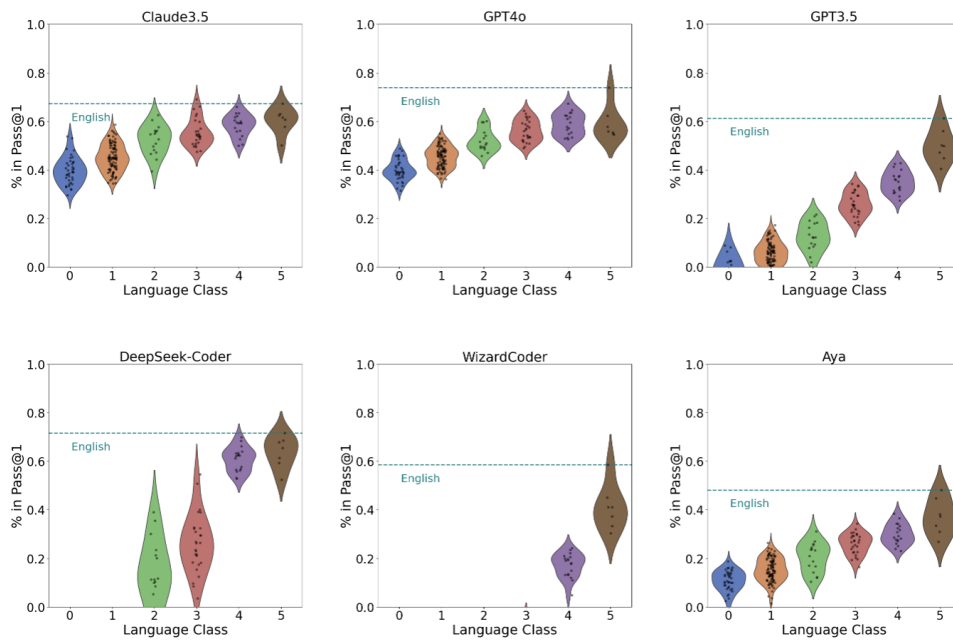 Claude3.5
% in Pass@1
1.0
0.8
0.6
0.4
0.2
0.0
English
0 1 2 3 4 5
Language Class
GPT4o
% in Pass@1
1.0
0.8
0.6
0.4
0.2
0.0
English
0 1 2 3 4 5
Language Class
GPT3.5
% in Pass@1
1.0
0.8
0.6
0.4
0.2
0.0
English
0 1 2 3 4 5
Language Class
DeepSeek-Coder
% in Pass@1
1.0
0.8
0.6
0.4
0.2
0.0
English
0 1 2 3 4 5
Language Class
WizardCoder
% in Pass@1
1.0
0.8
0.6
0.4
0.2
0.0
English
0 1 2 3 4 5
Language Class
Aya
% in Pass@1
1.0
0.8
0.6
0.4
0.2
0.0
English
0 1 2 3 4 5
Language Class